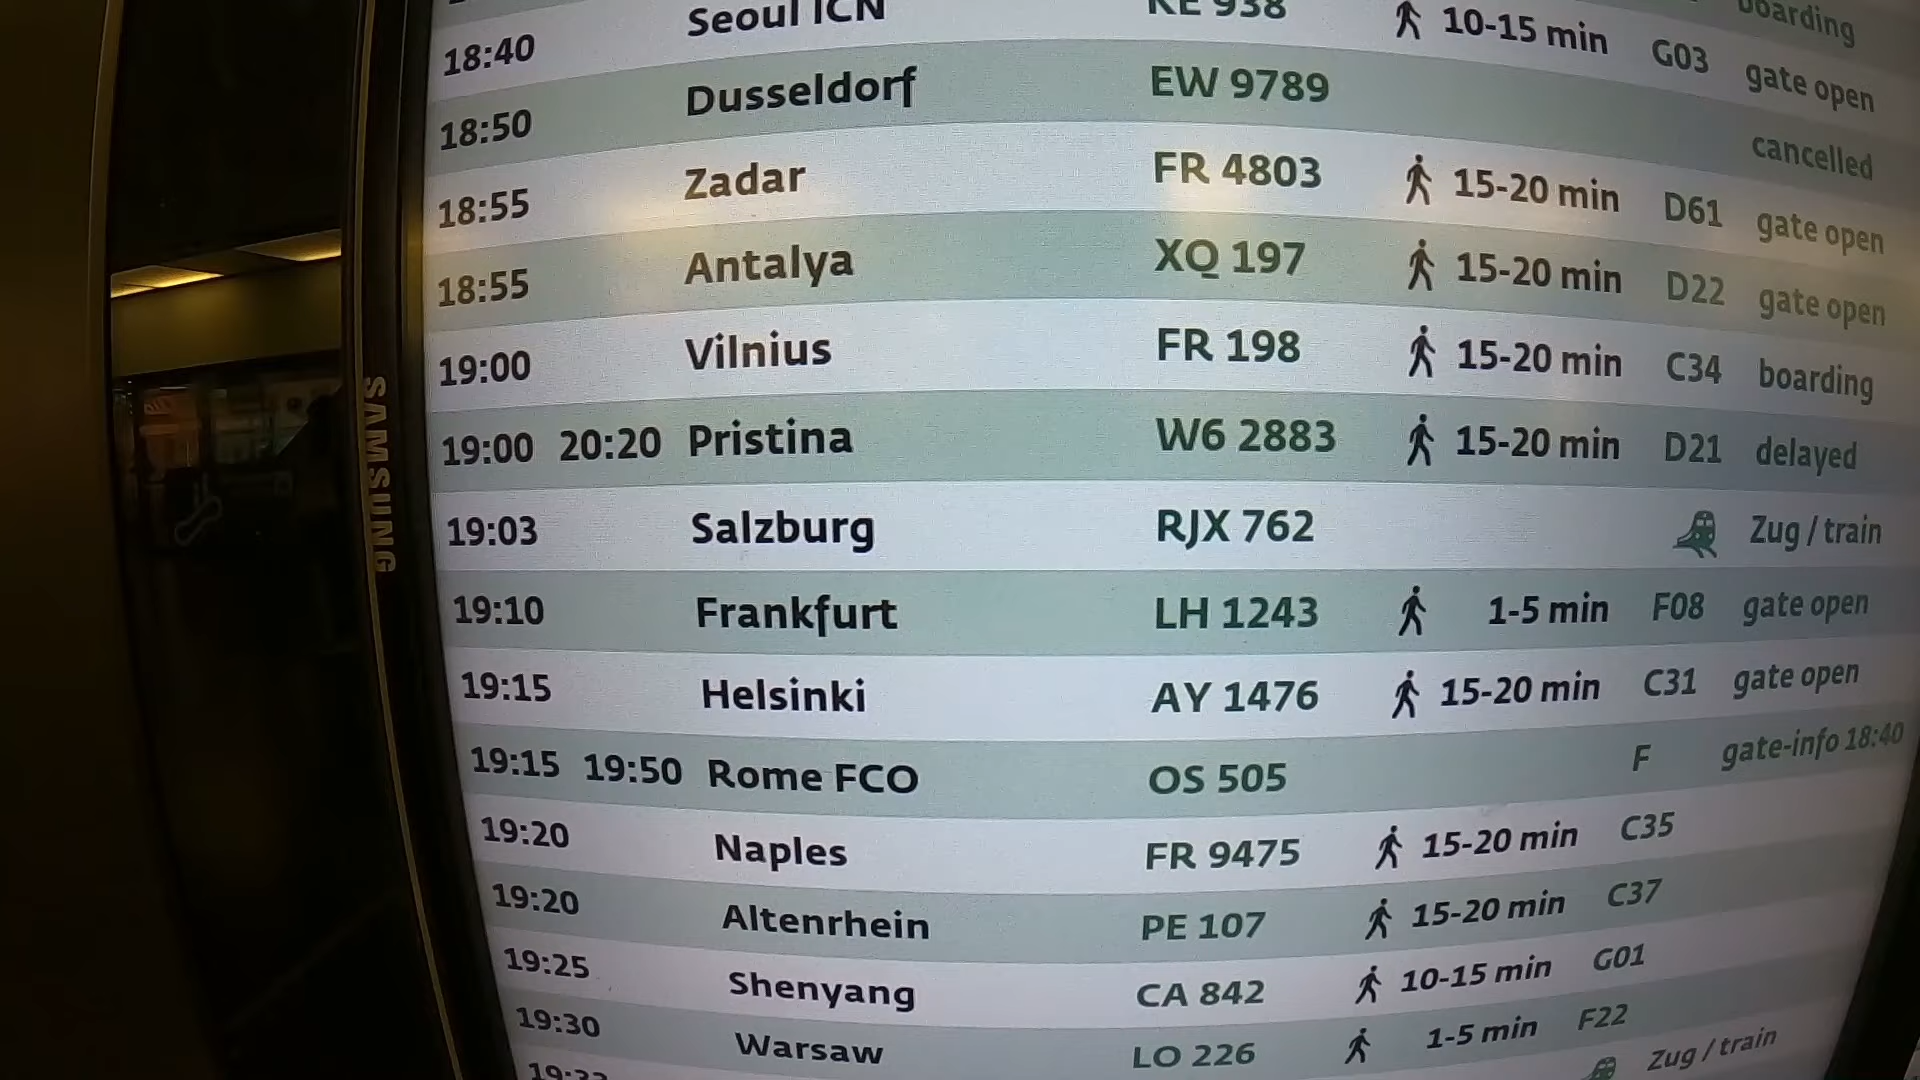 boarding
18:40 Seoul ICN KE 938 10-15 min G03 gate open
18:50 Dusseldorf EW 9789 cancelled
18:55 Zadar FR 4803 15-20 min D61 gate open
18:55 Antalya XQ 197 15-20 min D22 gate open
19:00 Vilnius FR 198 15-20 min C34 boarding
19:00 20:20 Pristina W6 2883 15-20 min D21 delayed
19:03 Salzburg RJX 762 Zug / train
19:10 Frankfurt LH 1243 1-5 min F08 gate open
19:15 Helsinki AY 1476 15-20 min C31 gate open
19:15 19:50 Rome FCO OS 505 F gate-info 18:40
19:20 Naples FR 9475 15-20 min C35
19:20 Altenrhein PE 107 15-20 min C37
19:25 Shenyang CA 842 10-15 min G01
19:30 Warsaw LO 226 1-5 min F22
Zug / train
SAMSUNG